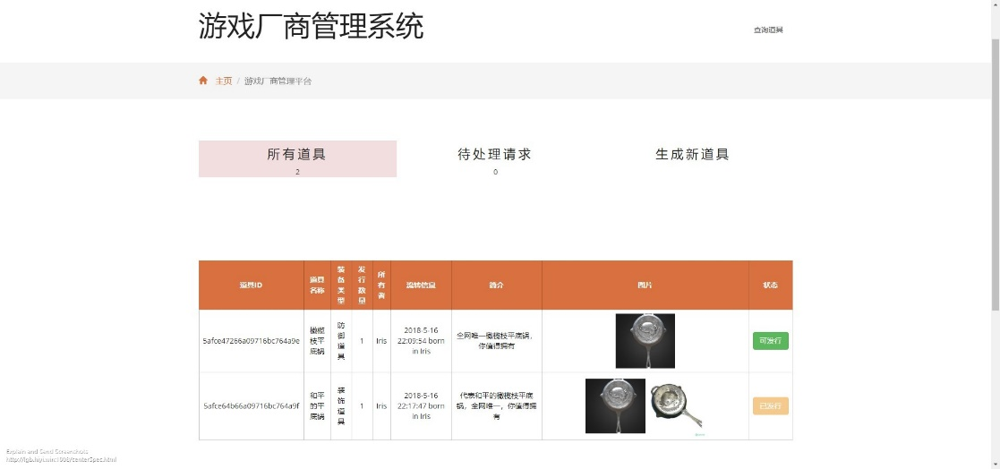 游戏厂商管理系统
查询道具
主页 / 游戏厂商管理平台
所有道具
2
待处理请求
0
生成新道具
道具ID
道具
名称
装
备
类
型
发
行
数
量
所
有
者
流转信息
简介
图片
状态
5afce47266a09716bc764a9e
橄榄
枝平
底锅
防
御
道
具
1
Iris
2018-5-16
22:09:54 born
in Iris
全网唯一橄榄枝平底锅，
你值得拥有
可发行
5afce64b66a09716bc764a9f
和平
的平
底锅
装
饰
道
具
1
Iris
2018-5-16
22:17:47 born
in Iris
代表和平的橄榄枝平底
锅，全网唯一，你值得拥
有
已发行
Explain and Send Screenshots